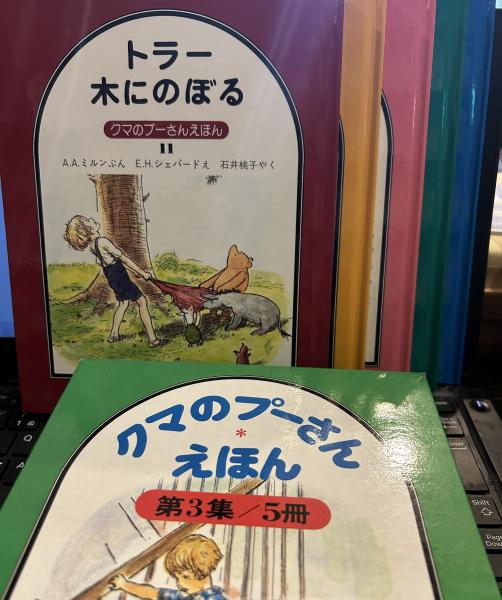 トラー
木にのぼる
クマのプーさんえほん
11
A.A.ミルンぶん E.H.シェパードえ 石井桃子やく
クマのプーさん
*
えほん
第3集/5冊
Shift
Page